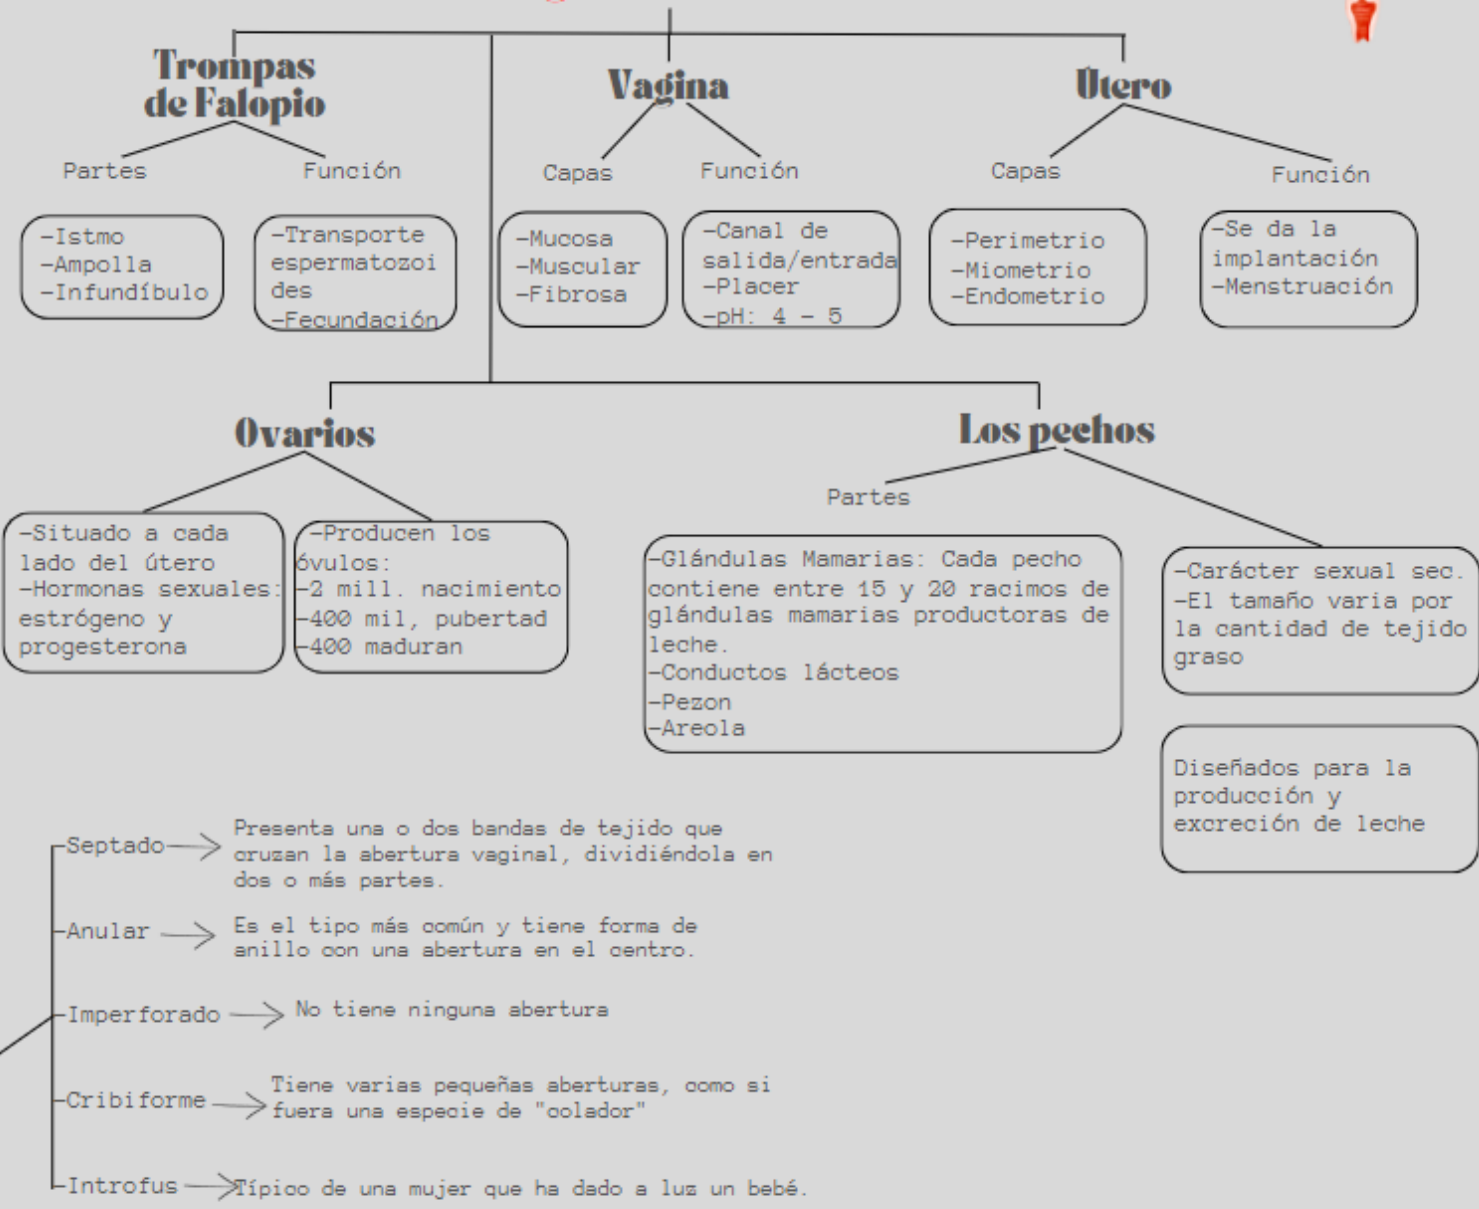 Trompas
de Falopio
Partes
Función
-Istmo
-Ampolla
-Infundíbulo
-Transporte
espermatozoi
des
-Fecundación
Vagina
Capas
Función
-Mucosa
-Muscular
-Fibrosa
-Canal de
salida/entrada
-Placer
-pH: 4 - 5
Útero
Capas
Función
-Perimetrio
-Miometrio
-Endometrio
-Se da la
implantación
-Menstruación
Ovarios
-Situado a cada
lado del útero
-Hormonas sexuales:
estrógeno y
progesterona
-Producen los
óvulos:
-2 mill. nacimiento
-400 mil, pubertad
-400 maduran
Los pechos
Partes
-Glándulas Mamarias: Cada pecho
contiene entre 15 y 20 racimos de
glándulas mamarias productoras de
leche.
-Conductos lácteos
-Pezon
-Areola
-Carácter sexual sec.
-El tamaño varia por
la cantidad de tejido
graso
Diseñados para la
producción y
excreción de leche
-Septado
Presenta una o dos bandas de tejido que
cruzan la abertura vaginal, dividiéndola en
dos o más partes.
-Anular
Es el tipo más común y tiene forma de
anillo con una abertura en el centro.
-Imperforado
No tiene ninguna abertura
-Cribiforme
Tiene varias pequeñas aberturas, como si
fuera una especie de "colador"
-Introfus
Típico de una mujer que ha dado a luz un bebé.